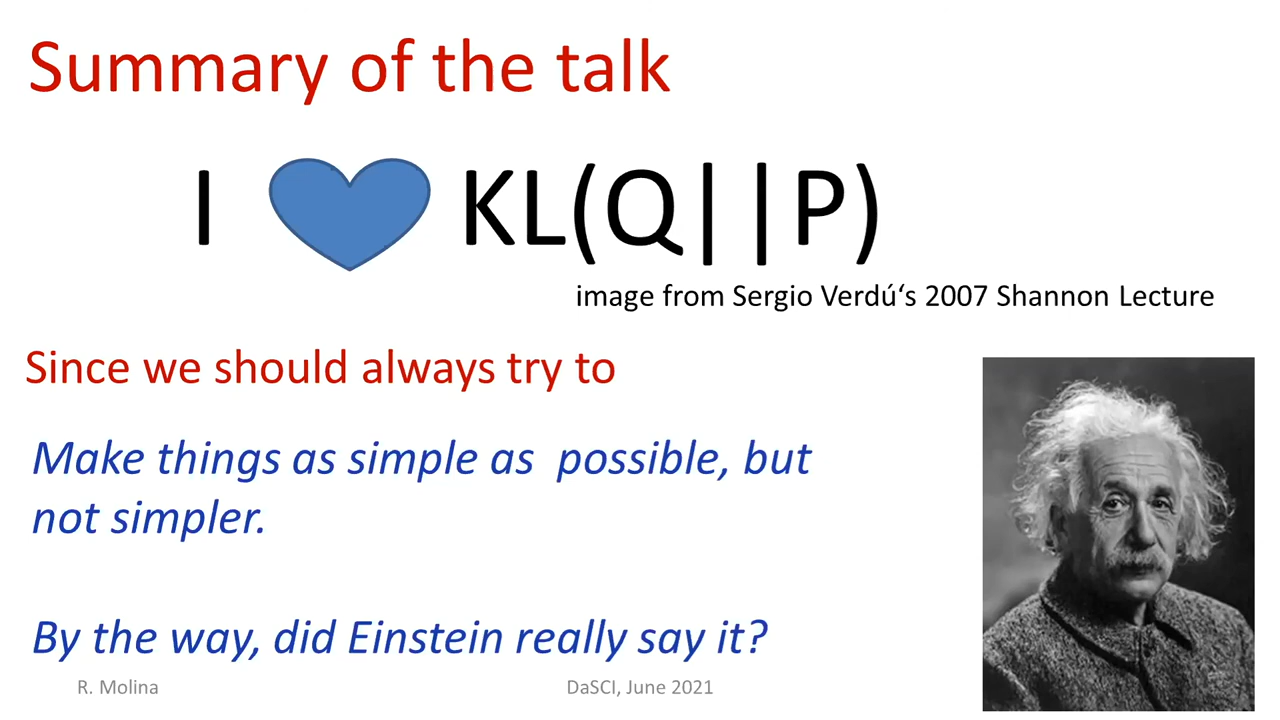 Summary of the talk
I KL(Q||P)
image from Sergio Verdú‘s 2007 Shannon Lecture
Since we should always try to
Make things as simple as possible, but
not simpler.
By the way, did Einstein really say it?
R. Molina DaSCI, June 2021